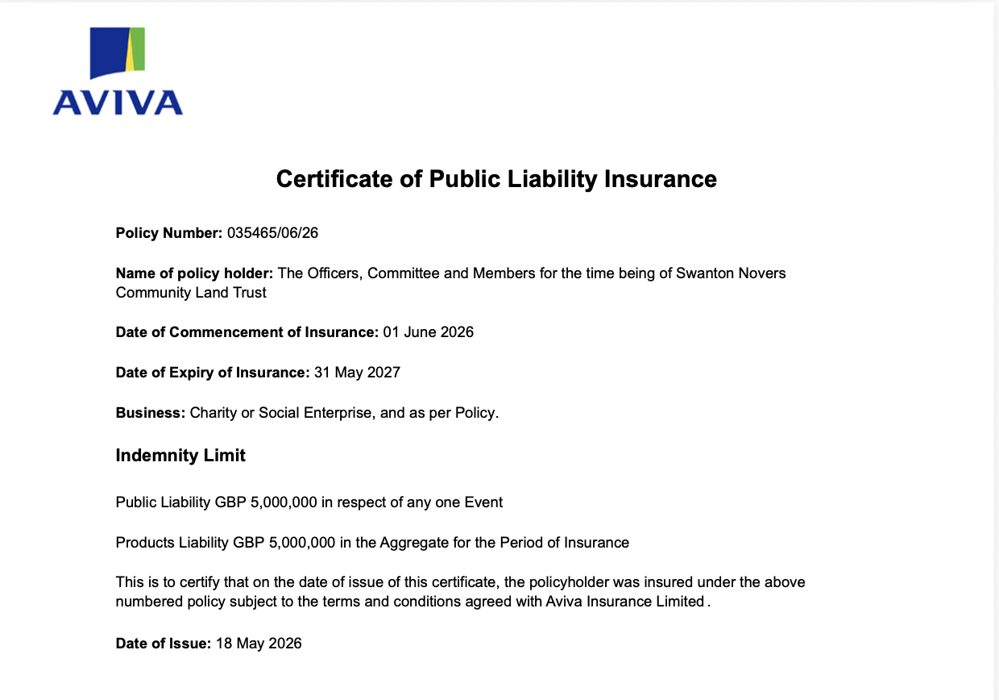 AVIVA
Certificate of Public Liability Insurance
Policy Number: 035465/06/26
Name of policy holder: The Officers, Committee and Members for the time being of Swanton Novers
Community Land Trust
Date of Commencement of Insurance: 01 June 2026
Date of Expiry of Insurance: 31 May 2027
Business: Charity or Social Enterprise, and as per Policy.
Indemnity Limit
Public Liability GBP 5,000,000 in respect of any one Event
Products Liability GBP 5,000,000 in the Aggregate for the Period of Insurance
This is to certify that on the date of issue of this certificate, the policyholder was insured under the above
numbered policy subject to the terms and conditions agreed with Aviva Insurance Limited .
Date of Issue: 18 May 2026